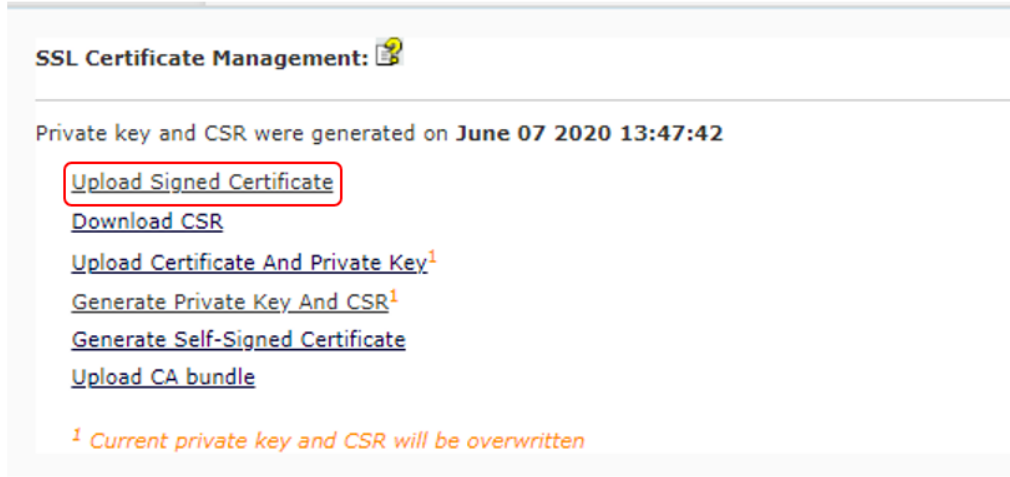 SSL Certificate Management:
Private key and CSR were generated on June 07 2020 13:47:42
Upload Signed Certificate
Download CSR
Upload Certificate And Private Key1
Generate Private Key And CSR1
Generate Self-Signed Certificate
Upload CA bundle
1 Current private key and CSR will be overwritten